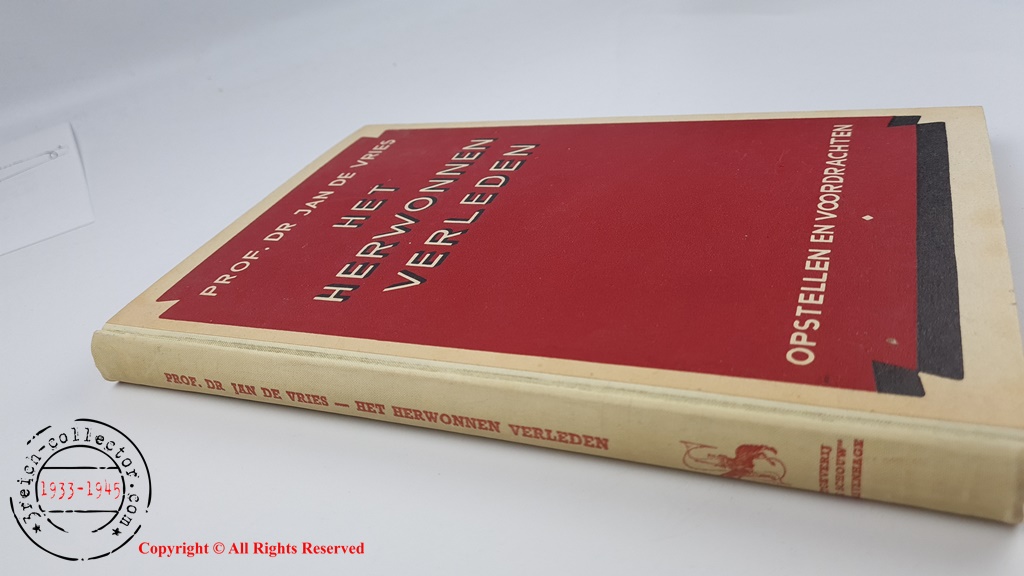 PROF. DR JAN DE VRIES
HET
HERWONNEN
VERLEDEN
OPSTELLEN EN VOORDRACHTEN
PROF. DR. JAN DE VRIES — HET HERWONNEN VERLEDEN
3reich-collector.com
1933-1945
Copyright © All Rights Reserved